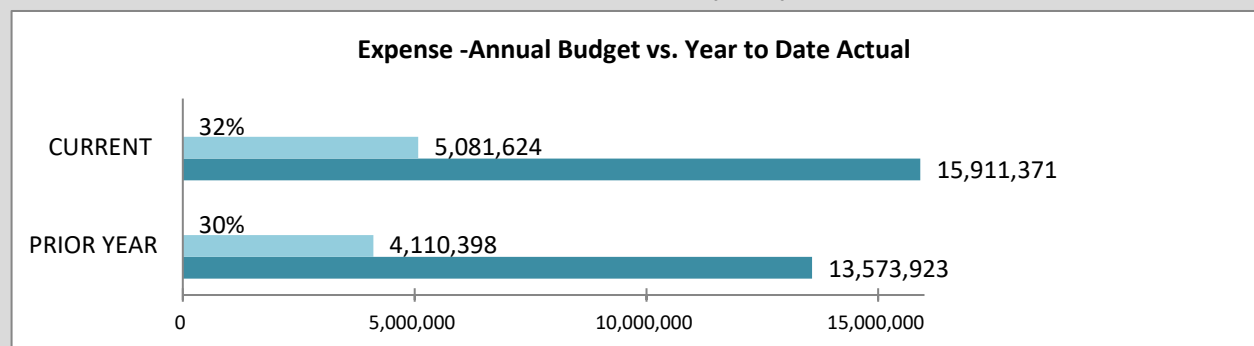 Expense -Annual Budget vs. Year to Date Actual
32%
CURRENT 5,081,624
15,911,371
30%
PRIOR YEAR 4,110,398
13,573,923
0 5,000,000 10,000,000 15,000,000